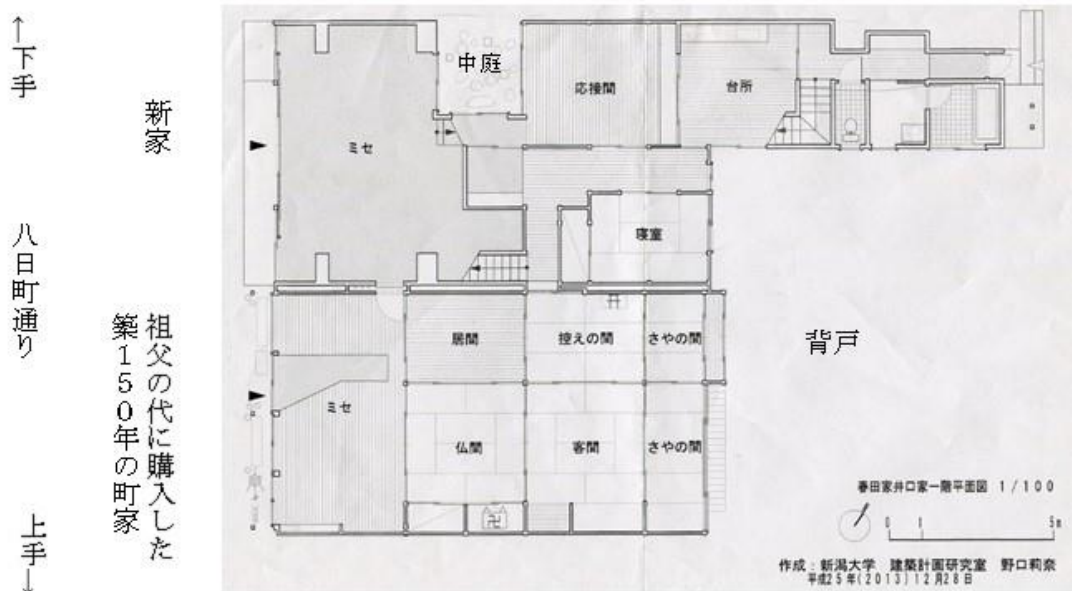 ↑下手
新家
八日町通り
祖父の代に購入した
築150年の町家
上手↓
中庭
応接間
台所
ミセ
寝室
居間
控えの間
さやの間
背戸
ミセ
仏間
客間
さやの間
卍
春田家井口家一階平面図 1/100
0 1 5m
作成:新潟大学 建築計画研究室 野口莉奈
平成25年(2013)12月28日